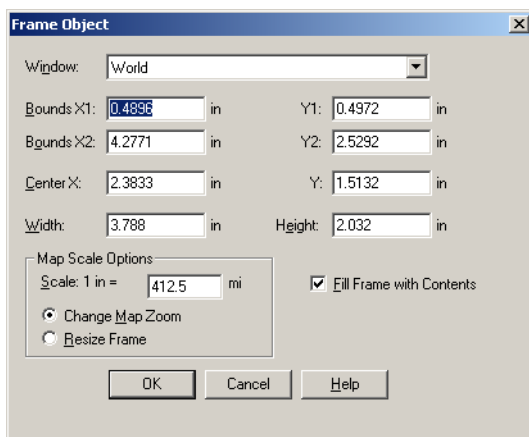 Frame Object
Window: World
Bounds X1: 0.4896 in Y1: 0.4972 in
Bounds X2: 4.2771 in Y2: 2.5292 in
Center X: 2.3833 in Y: 1.5132 in
Width: 3.788 in Height: 2.032 in
Map Scale Options
Scale: 1 in = 412.5 mi
Fill Frame with Contents
Change Map Zoom
Resize Frame
OK Cancel Help